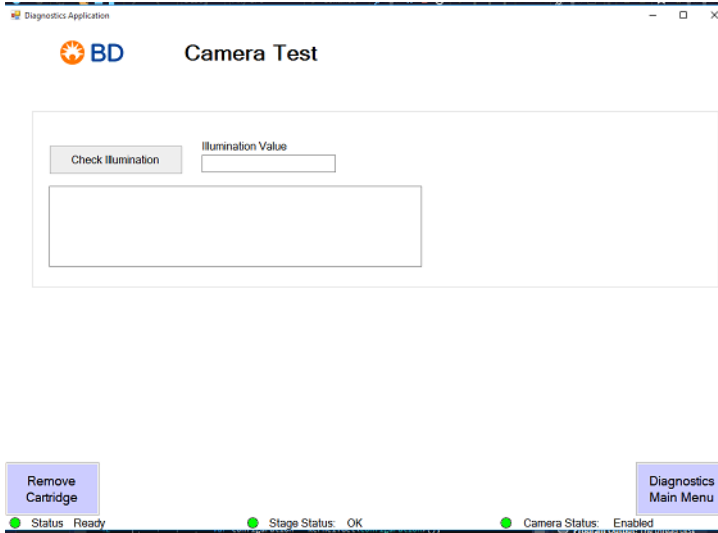 Diagnostics Application
BD
Camera Test
Check Illumination
Illumination Value
Remove
Cartridge
Diagnostics
Main Menu
Status Ready
Stage Status: OK
Camera Status: Enabled